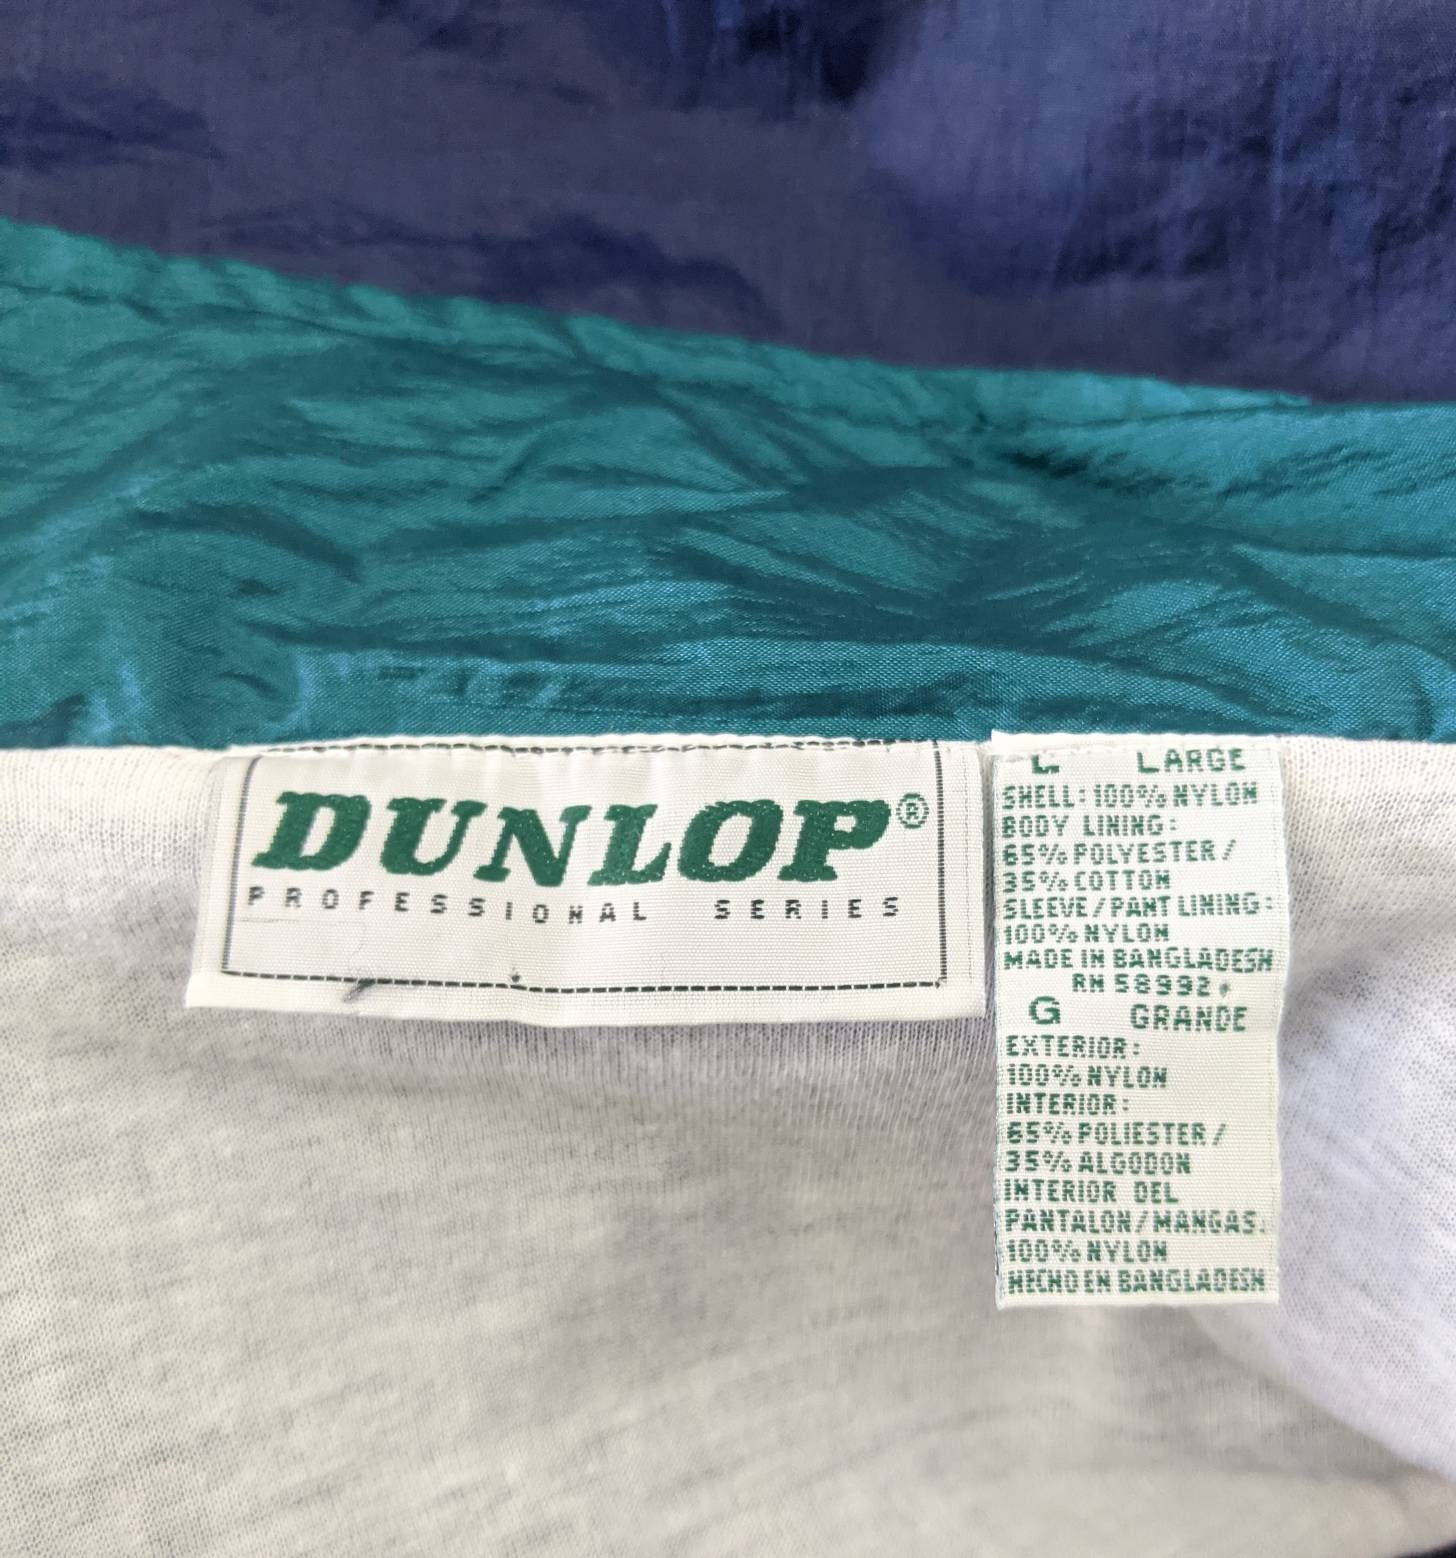 DUNLOP®
PROFESSIONAL SERIES
L LARGE
SHELL: 100% NYLON
BODY LINING:
65% POLYESTER /
35% COTTON
SLEEVE / PANT LINING:
100% NYLON
MADE IN BANGLADESH
RN 58992
G GRANDE
EXTERIOR:
100% NYLON
INTERIOR:
65% POLIESTER /
35% ALGODON
INTERIOR DEL
PANTALON / MANGAS:
100% NYLON
HECHO EN BANGLADESH